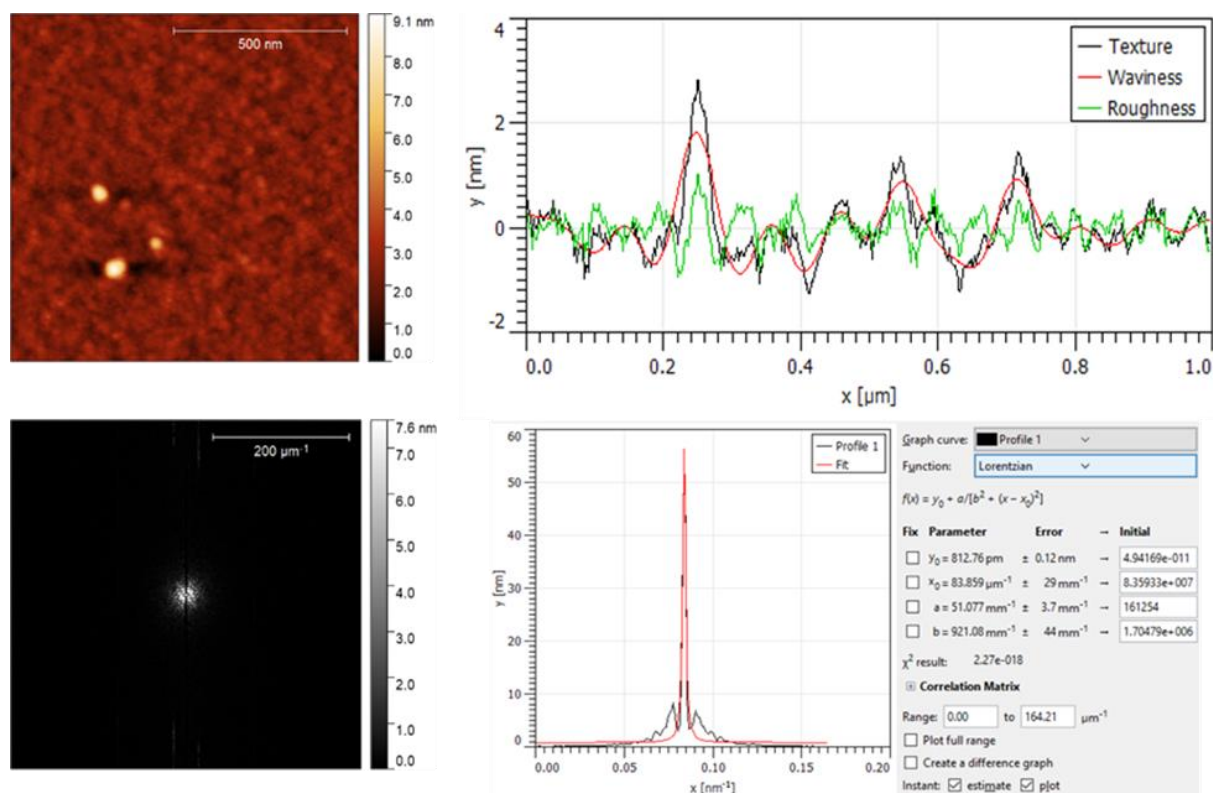 500 nm
9.1 nm
8.0
7.0
6.0
5.0
4.0
3.0
2.0
1.0
0.0
4
2
0
-2
y [nm]
Texture
Waviness
Roughness
0.0 0.2 0.4 0.6 0.8 1.0
x [µm]
200 µm⁻¹
7.6 nm
7.0
6.0
5.0
4.0
3.0
2.0
1.0
0.0
60
50
40
30
20
10
0
y [nm]
Profile 1
Fit
0.00 0.05 0.10 0.15 0.20
x [nm⁻¹]
Graph curve: Profile 1
Function: Lorentzian
f(x) = y₀ + a/[b² + (x − x₀)²]
Fix Parameter Error → Initial
y₀ = 812.76 pm ± 0.12 nm → 4.94169e-011
x₀ = 83.859 µm⁻¹ ± 29 mm⁻¹ → 8.35933e+007
a = 51.077 mm⁻¹ ± 3.7 mm⁻¹ → 161254
b = 921.08 mm⁻¹ ± 44 mm⁻¹ → 1.70479e+006
χ² result: 2.27e-018
Correlation Matrix
Range: 0.00 to 164.21 µm⁻¹
Plot full range
Create a difference graph
Instant: estimate plot